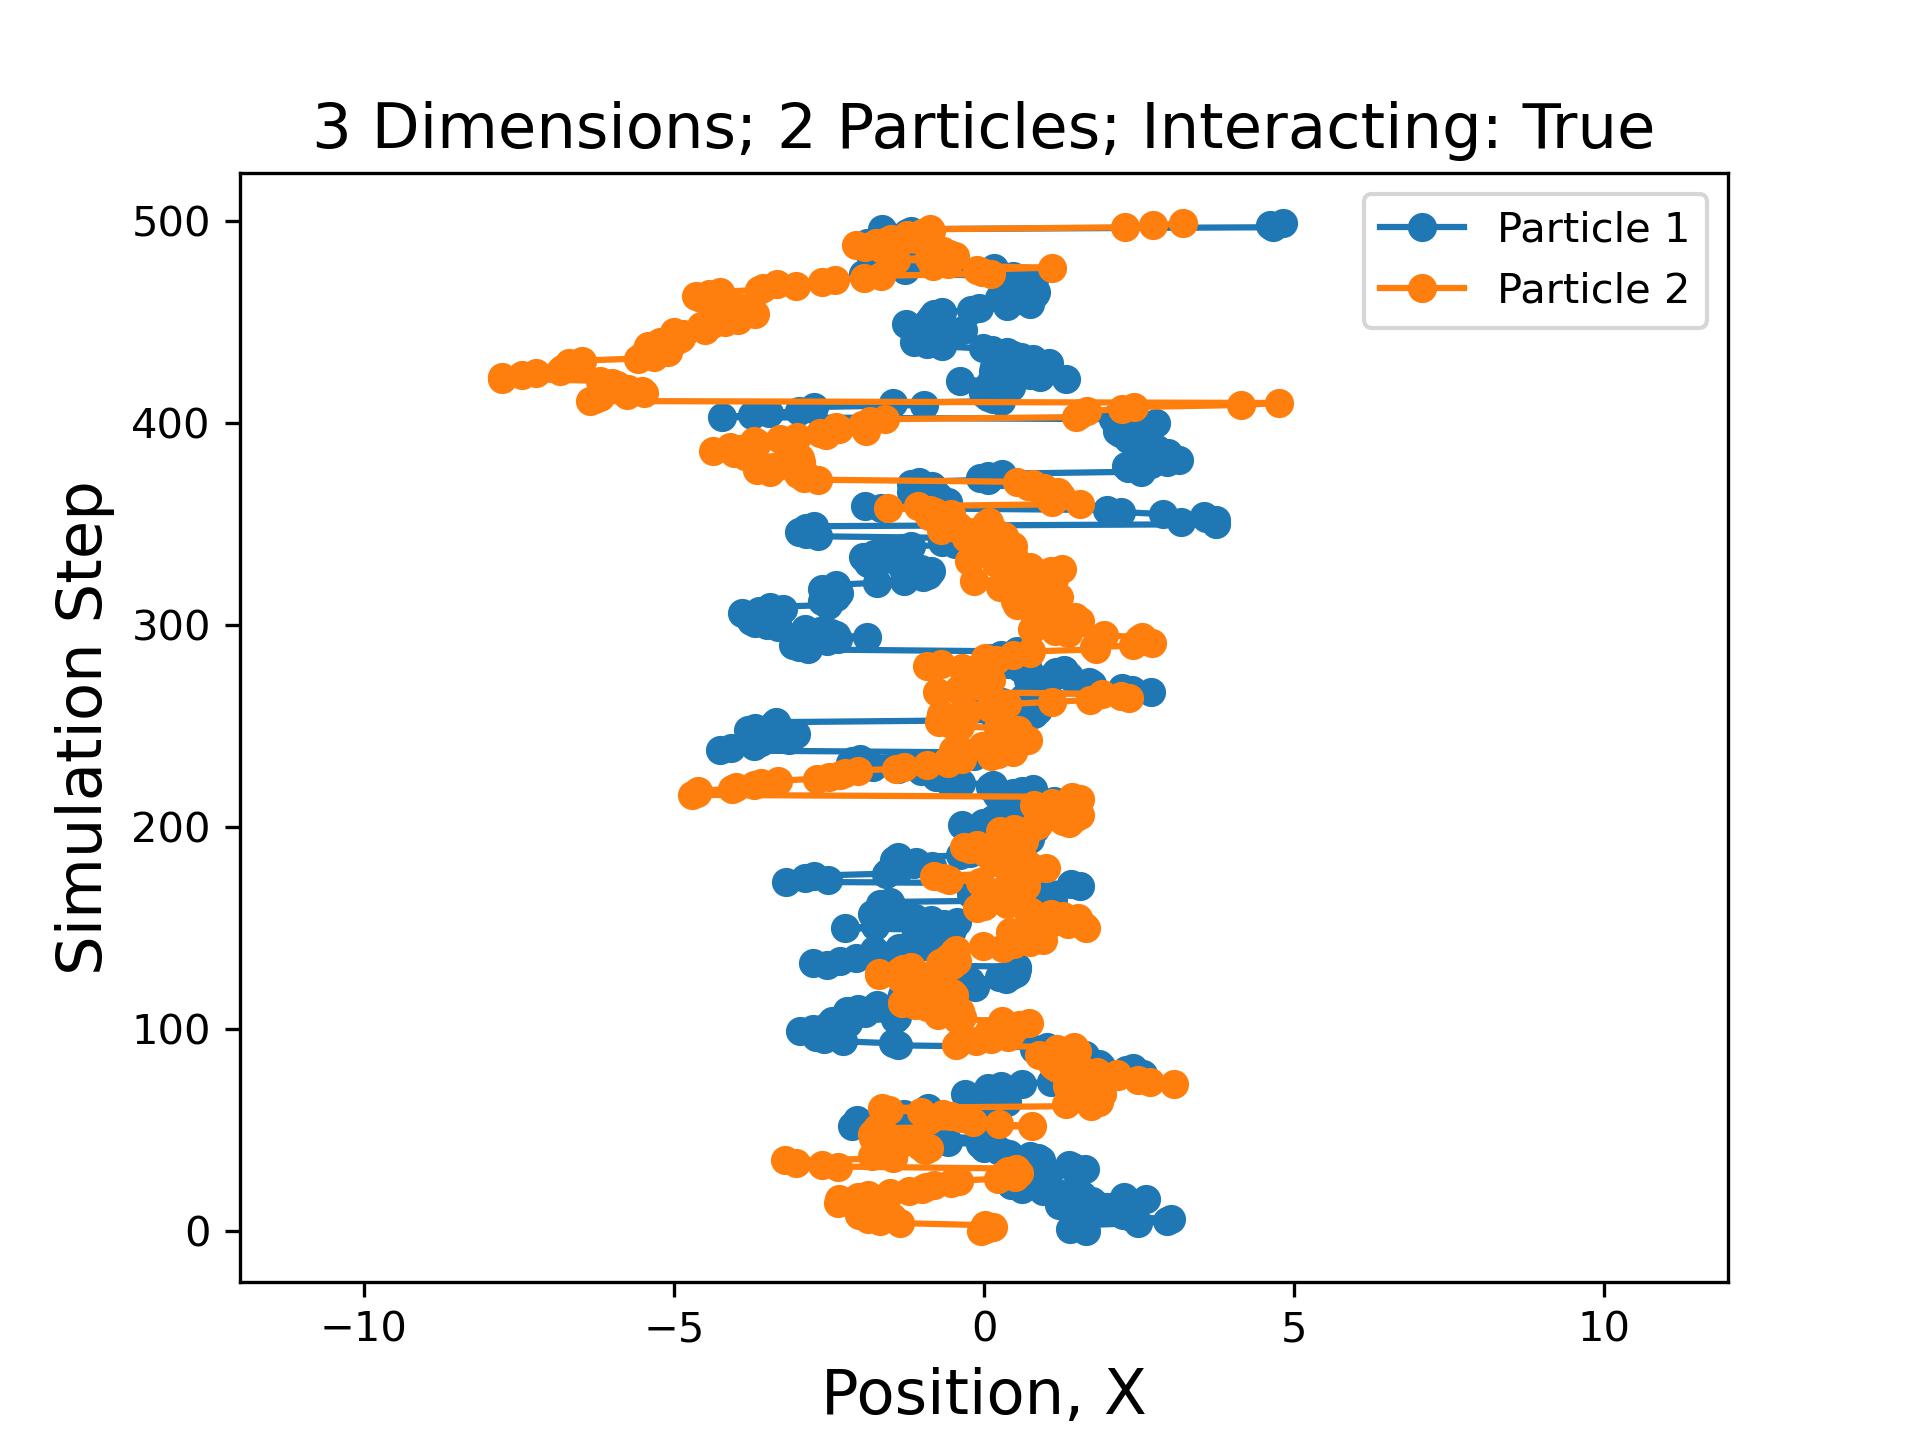 3 Dimensions; 2 Particles; Interacting: True
Particle 1
Particle 2
500
400
300
200
100
0
Simulation Step
−10
−5
0
5
10
Position, X